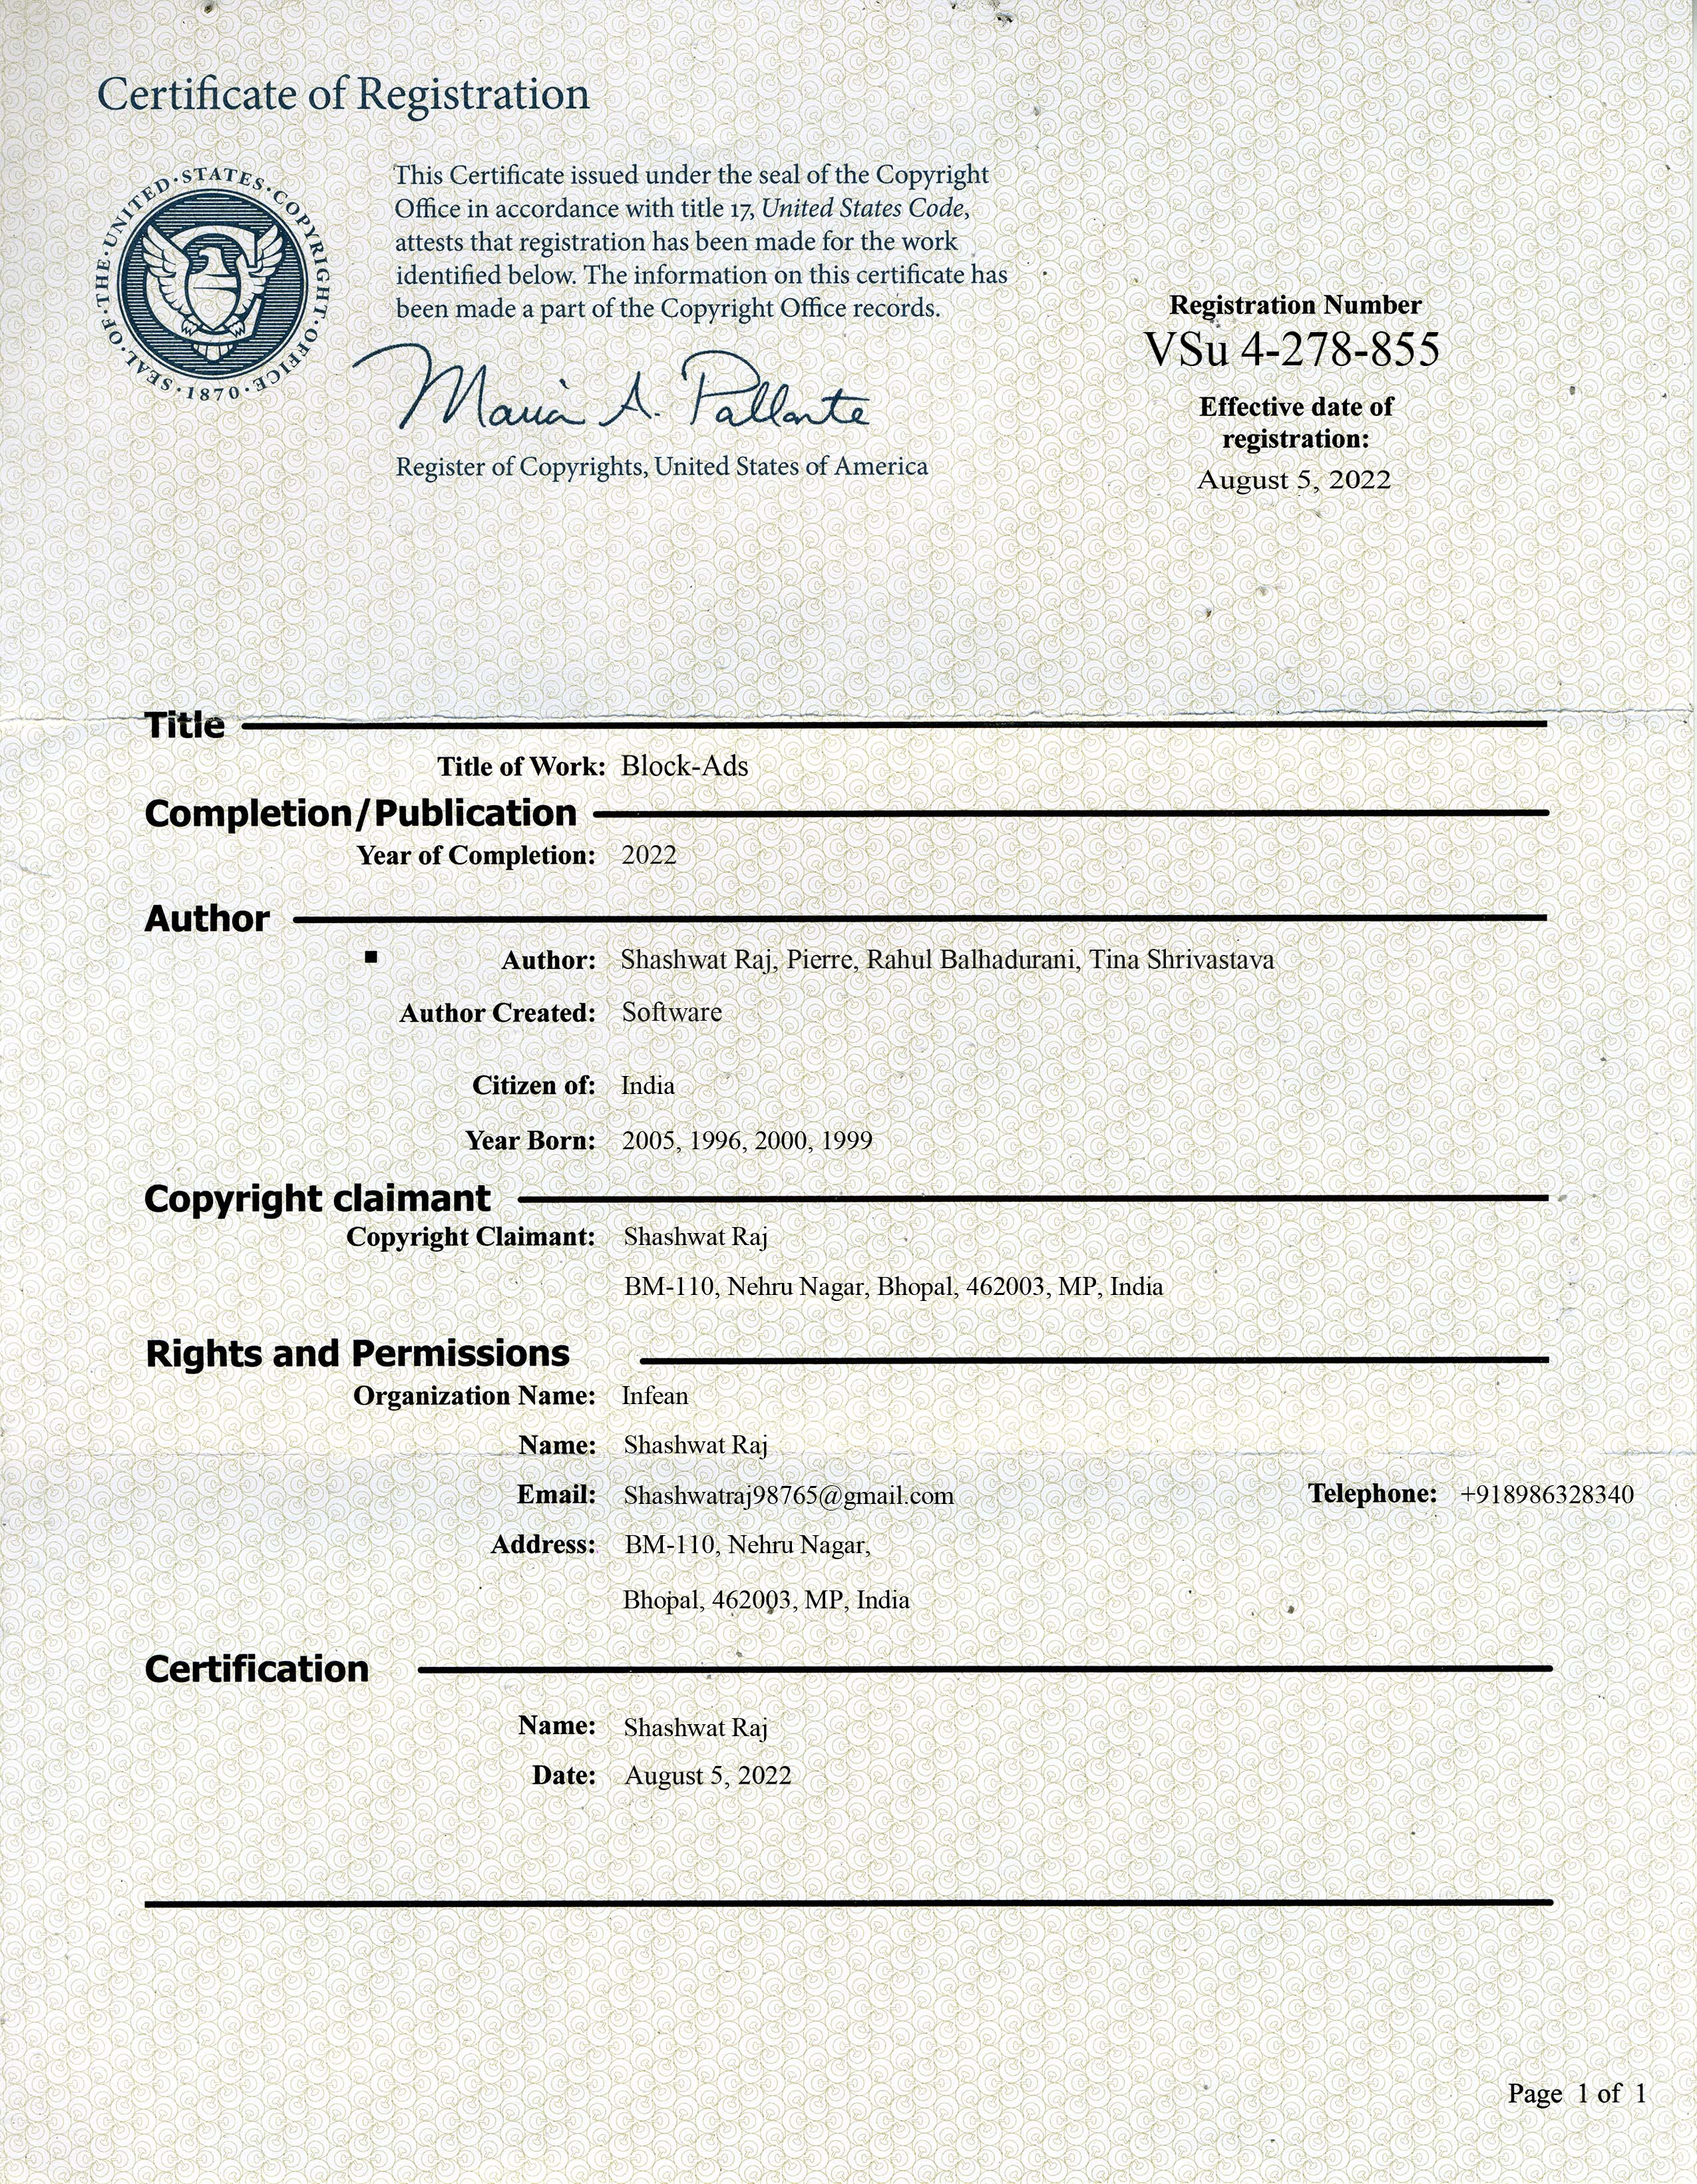 Certificate of Registration
SEAL·OF·THE·UNITED·STATES·COPYRIGHT·OFFICE·1870·
This Certificate issued under the seal of the Copyright
Office in accordance with title 17, United States Code,
attests that registration has been made for the work
identified below. The information on this certificate has
been made a part of the Copyright Office records.
Maria A. Pallante
Register of Copyrights, United States of America
Registration Number
VSu 4-278-855
Effective date of
registration:
August 5, 2022
Title
Title of Work: Block-Ads
Completion/Publication
Year of Completion: 2022
Author
Author: Shashwat Raj, Pierre, Rahul Balhadurani, Tina Shrivastava
Author Created: Software
Citizen of: India
Year Born: 2005, 1996, 2000, 1999
Copyright claimant
Copyright Claimant: Shashwat Raj
BM-110, Nehru Nagar, Bhopal, 462003, MP, India
Rights and Permissions
Organization Name: Infean
Name: Shashwat Raj
Email: Shashwatraj98765@gmail.com Telephone: +918986328340
Address: BM-110, Nehru Nagar,
Bhopal, 462003, MP, India
Certification
Name: Shashwat Raj
Date: August 5, 2022
Page 1 of 1